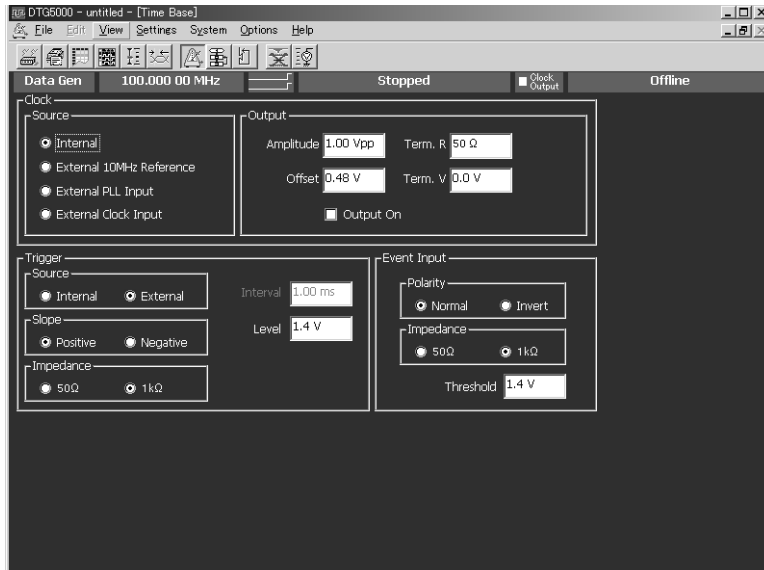 DTG5000 - untitled - [Time Base]
File Edit View Settings System Options Help
Data Gen 100.000 00 MHz Stopped Clock Output Offline
Clock
Source
Internal
External 10MHz Reference
External PLL Input
External Clock Input
Output
Amplitude 1.00 Vpp Term. R 50 Ω
Offset 0.48 V Term. V 0.0 V
Output On
Trigger
Source
Internal External
Interval 1.00 ms
Slope
Positive Negative
Level 1.4 V
Impedance
50Ω 1kΩ
Event Input
Polarity
Normal Invert
Impedance
50Ω 1kΩ
Threshold 1.4 V